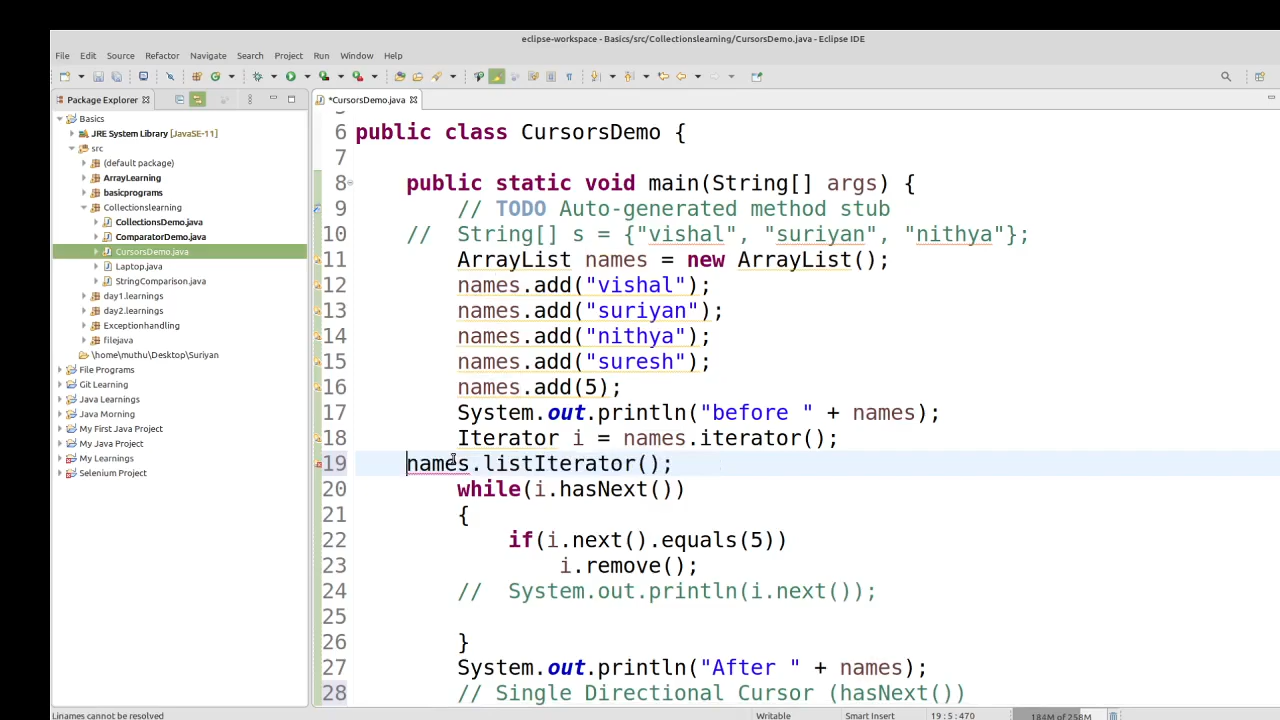 eclipse-workspace - Basics/src/Collectionslearning/CursorsDemo.java - Eclipse IDE
File Edit Source Refactor Navigate Search Project Run Window Help
Package Explorer
*CursorsDemo.java
Basics
JRE System Library [JavaSE-11]
src
(default package)
ArrayLearning
basicprograms
Collectionslearning
CollectionsDemo.java
ComparatorDemo.java
CursorsDemo.java
Laptop.java
StringComparison.java
day1.learnings
day2.learnings
Exceptionhandling
filejava
\home\muthu\Desktop\Suriyan
File Programs
Git Learning
Java Learnings
Java Morning
My First Java Project
My Java Project
My Learnings
Selenium Project
6 public class CursorsDemo {
7
8 public static void main(String[] args) {
9 // TODO Auto-generated method stub
10 // String[] s = {"vishal", "suriyan", "nithya"};
11 ArrayList names = new ArrayList();
12 names.add("vishal");
13 names.add("suriyan");
14 names.add("nithya");
15 names.add("suresh");
16 names.add(5);
17 System.out.println("before " + names);
18 Iterator i = names.iterator();
19 names.listIterator();
20 while(i.hasNext())
21 {
22 if(i.next().equals(5))
23 i.remove();
24 // System.out.println(i.next());
25
26 }
27 System.out.println("After " + names);
28 // Single Directional Cursor (hasNext())
Linames cannot be resolved
Writable
Smart Insert
19 : 5 : 470
184M of 258M